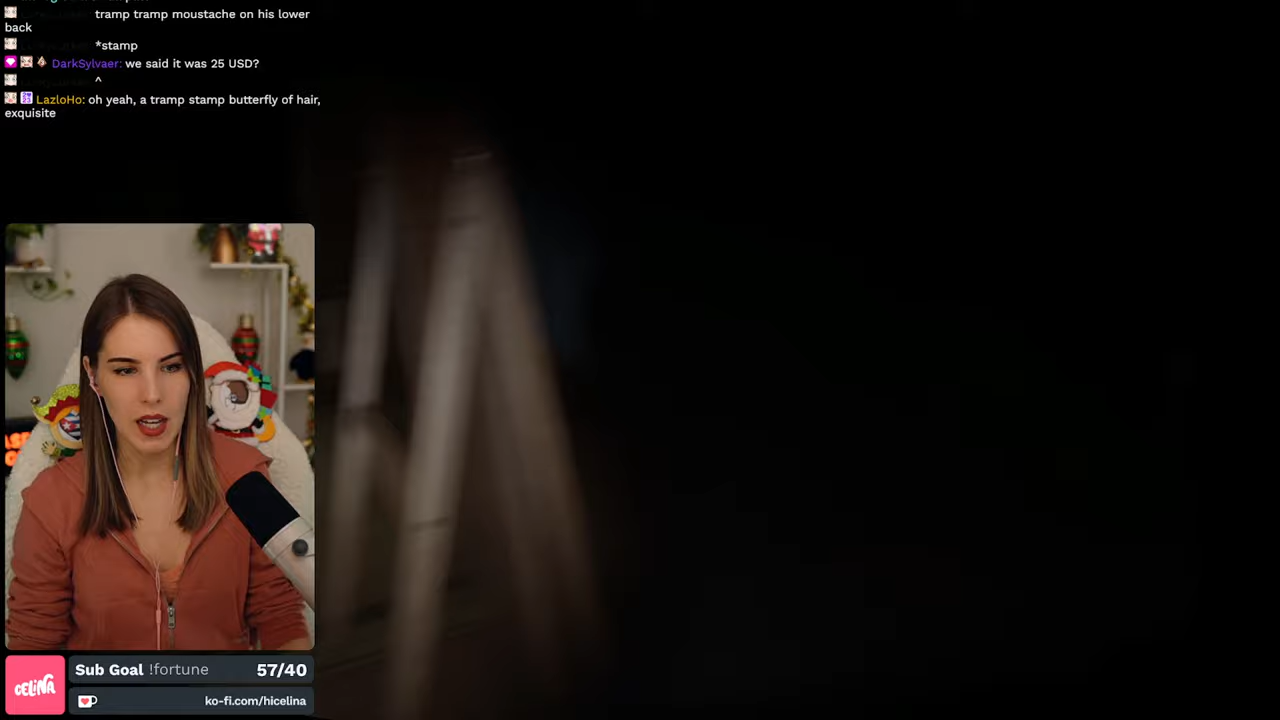 tramp tramp moustache on his lower
back
*stamp
DarkSylvaer: we said it was 25 USD?
^
LazloHo: oh yeah, a tramp stamp butterfly of hair,
exquisite
CELINA
Sub Goal !fortune 57/40
ko-fi.com/hicelina